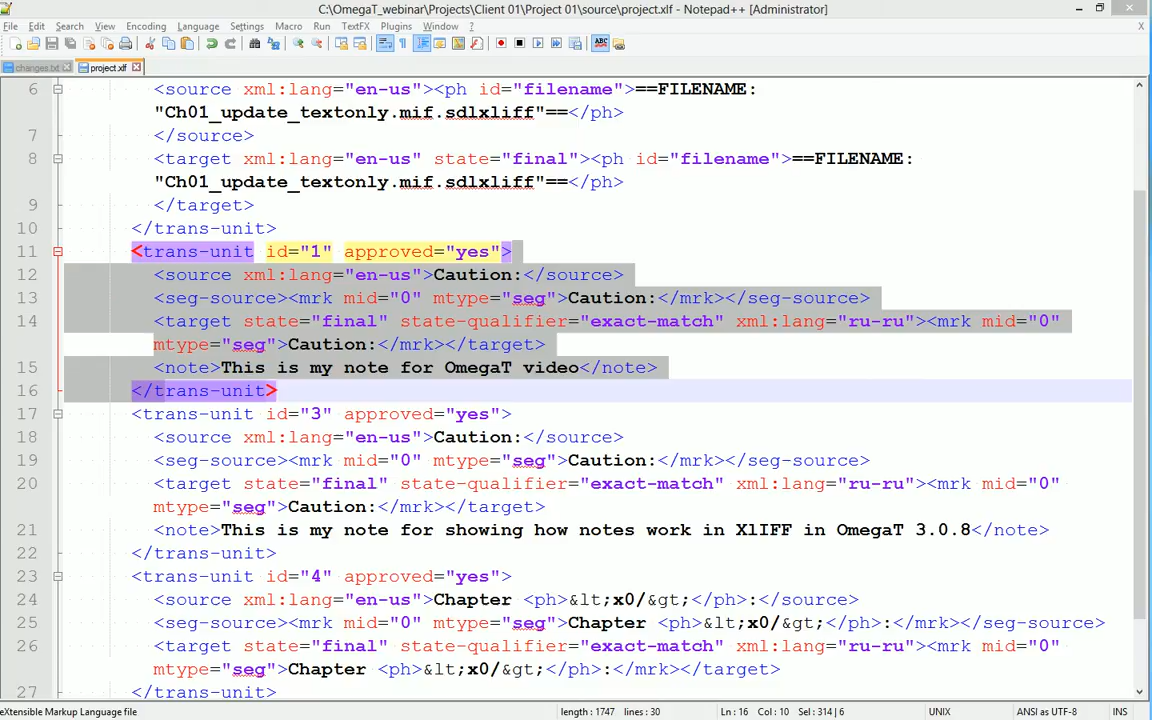 C:\OmegaT_webinar\Projects\Client 01\Project 01\source\project.xlf - Notepad++ [Administrator]
File Edit Search View Encoding Language Settings Macro Run TextFX Plugins Window ?
X
changes.txt project.xlf
6 <source xml:lang="en-us"><ph id="filename">==FILENAME:
"Ch01_update_textonly.mif.sdlxliff"==</ph>
7 </source>
8 <target xml:lang="en-us" state="final"><ph id="filename">==FILENAME:
"Ch01_update_textonly.mif.sdlxliff"==</ph>
9 </target>
10 </trans-unit>
11 <trans-unit id="1" approved="yes">
12 <source xml:lang="en-us">Caution:</source>
13 <seg-source><mrk mid="0" mtype="seg">Caution:</mrk></seg-source>
14 <target state="final" state-qualifier="exact-match" xml:lang="ru-ru"><mrk mid="0"
mtype="seg">Caution:</mrk></target>
15 <note>This is my note for OmegaT video</note>
16 </trans-unit>
17 <trans-unit id="3" approved="yes">
18 <source xml:lang="en-us">Caution:</source>
19 <seg-source><mrk mid="0" mtype="seg">Caution:</mrk></seg-source>
20 <target state="final" state-qualifier="exact-match" xml:lang="ru-ru"><mrk mid="0"
mtype="seg">Caution:</mrk></target>
21 <note>This is my note for showing how notes work in XlIFF in OmegaT 3.0.8</note>
22 </trans-unit>
23 <trans-unit id="4" approved="yes">
24 <source xml:lang="en-us">Chapter <ph>&lt;x0/&gt;</ph>:</source>
25 <seg-source><mrk mid="0" mtype="seg">Chapter <ph>&lt;x0/&gt;</ph>:</mrk></seg-source>
26 <target state="final" state-qualifier="exact-match" xml:lang="ru-ru"><mrk mid="0"
mtype="seg">Chapter <ph>&lt;x0/&gt;</ph>:</mrk></target>
27 </trans-unit>
eXtensible Markup Language file length : 1747 lines : 30 Ln : 16 Col : 10 Sel : 314 | 6 UNIX ANSI as UTF-8 INS